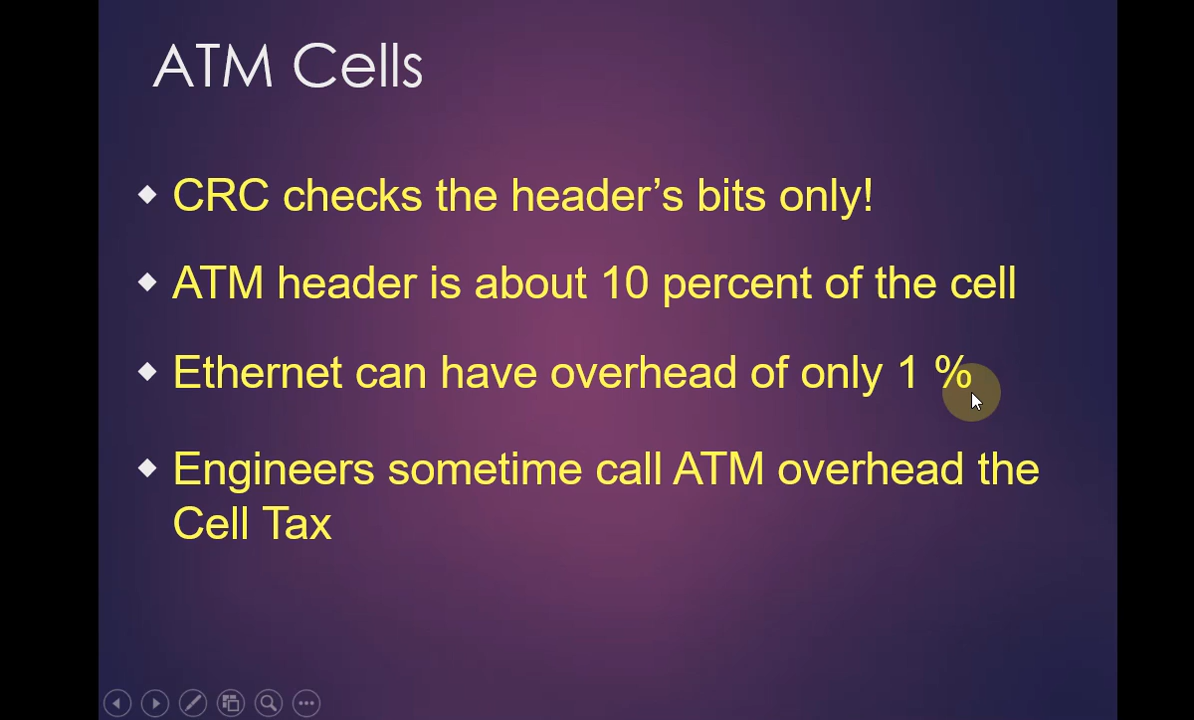 ATM Cells
CRC checks the header’s bits only!
ATM header is about 10 percent of the cell
Ethernet can have overhead of only 1 %
Engineers sometime call ATM overhead the
Cell Tax